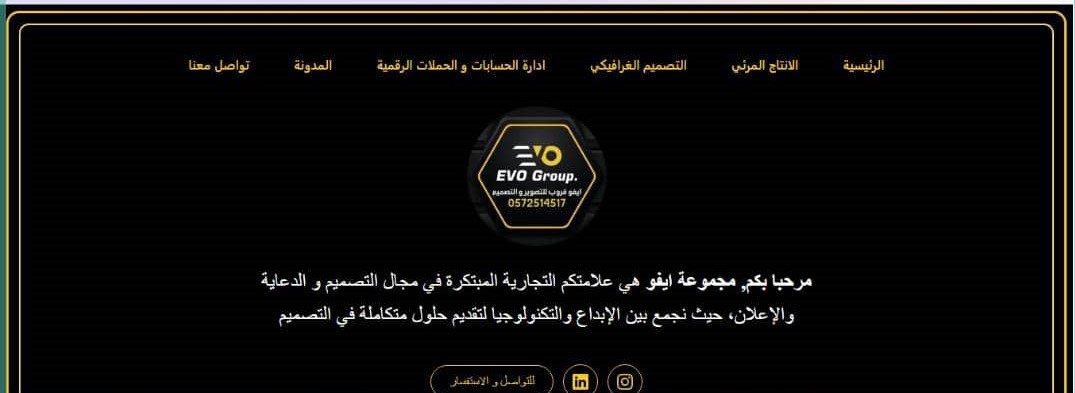 الرئيسية
الانتاج المرئي
التصميم الغرافيكي
ادارة الحسابات و الحملات الرقمية
المدونة
تواصل معنا
EVO
EVO Group.
ايفو قروب للتصوير و التصميم
0572514517
مرحبا بكم, مجموعة ايفو هي علامتكم التجارية المبتكرة في مجال التصميم و الدعاية
والإعلان، حيث نجمع بين الإبداع والتكنولوجيا لتقديم حلول متكاملة في التصميم
للتواصل و الاستفسار
in